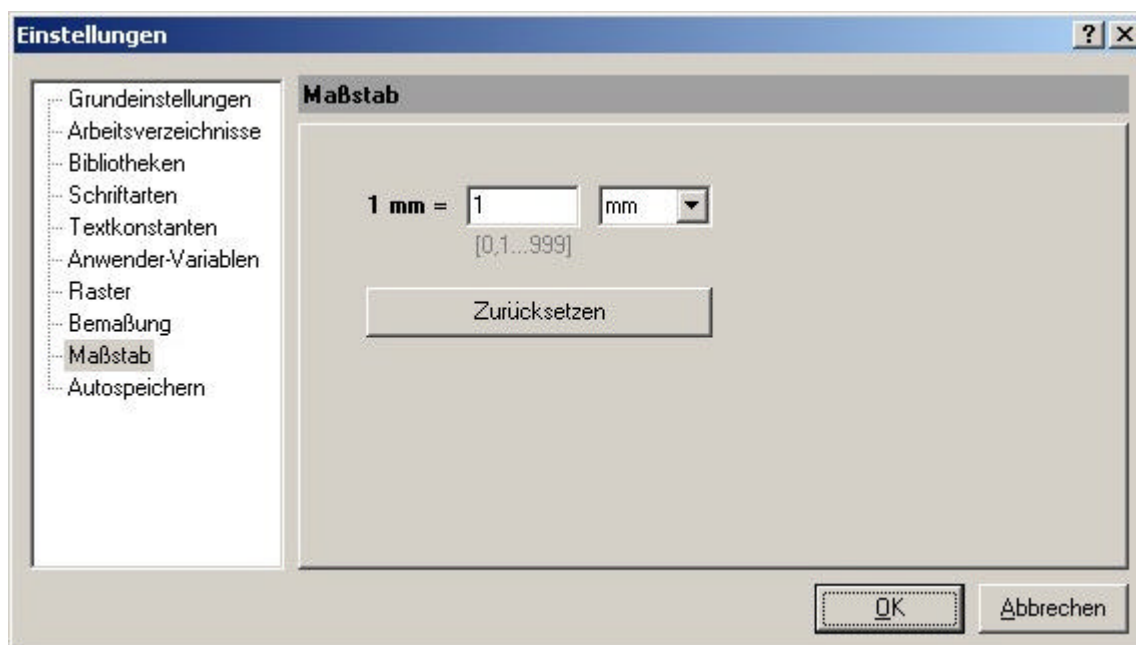 Einstellungen
Grundeinstellungen
Arbeitsverzeichnisse
Bibliotheken
Schriftarten
Textkonstanten
Anwender-Variablen
Raster
Bemaßung
Maßstab
Autospeichern
Maßstab
1 mm = 1 mm
[0,1...999]
Zurücksetzen
OK Abbrechen